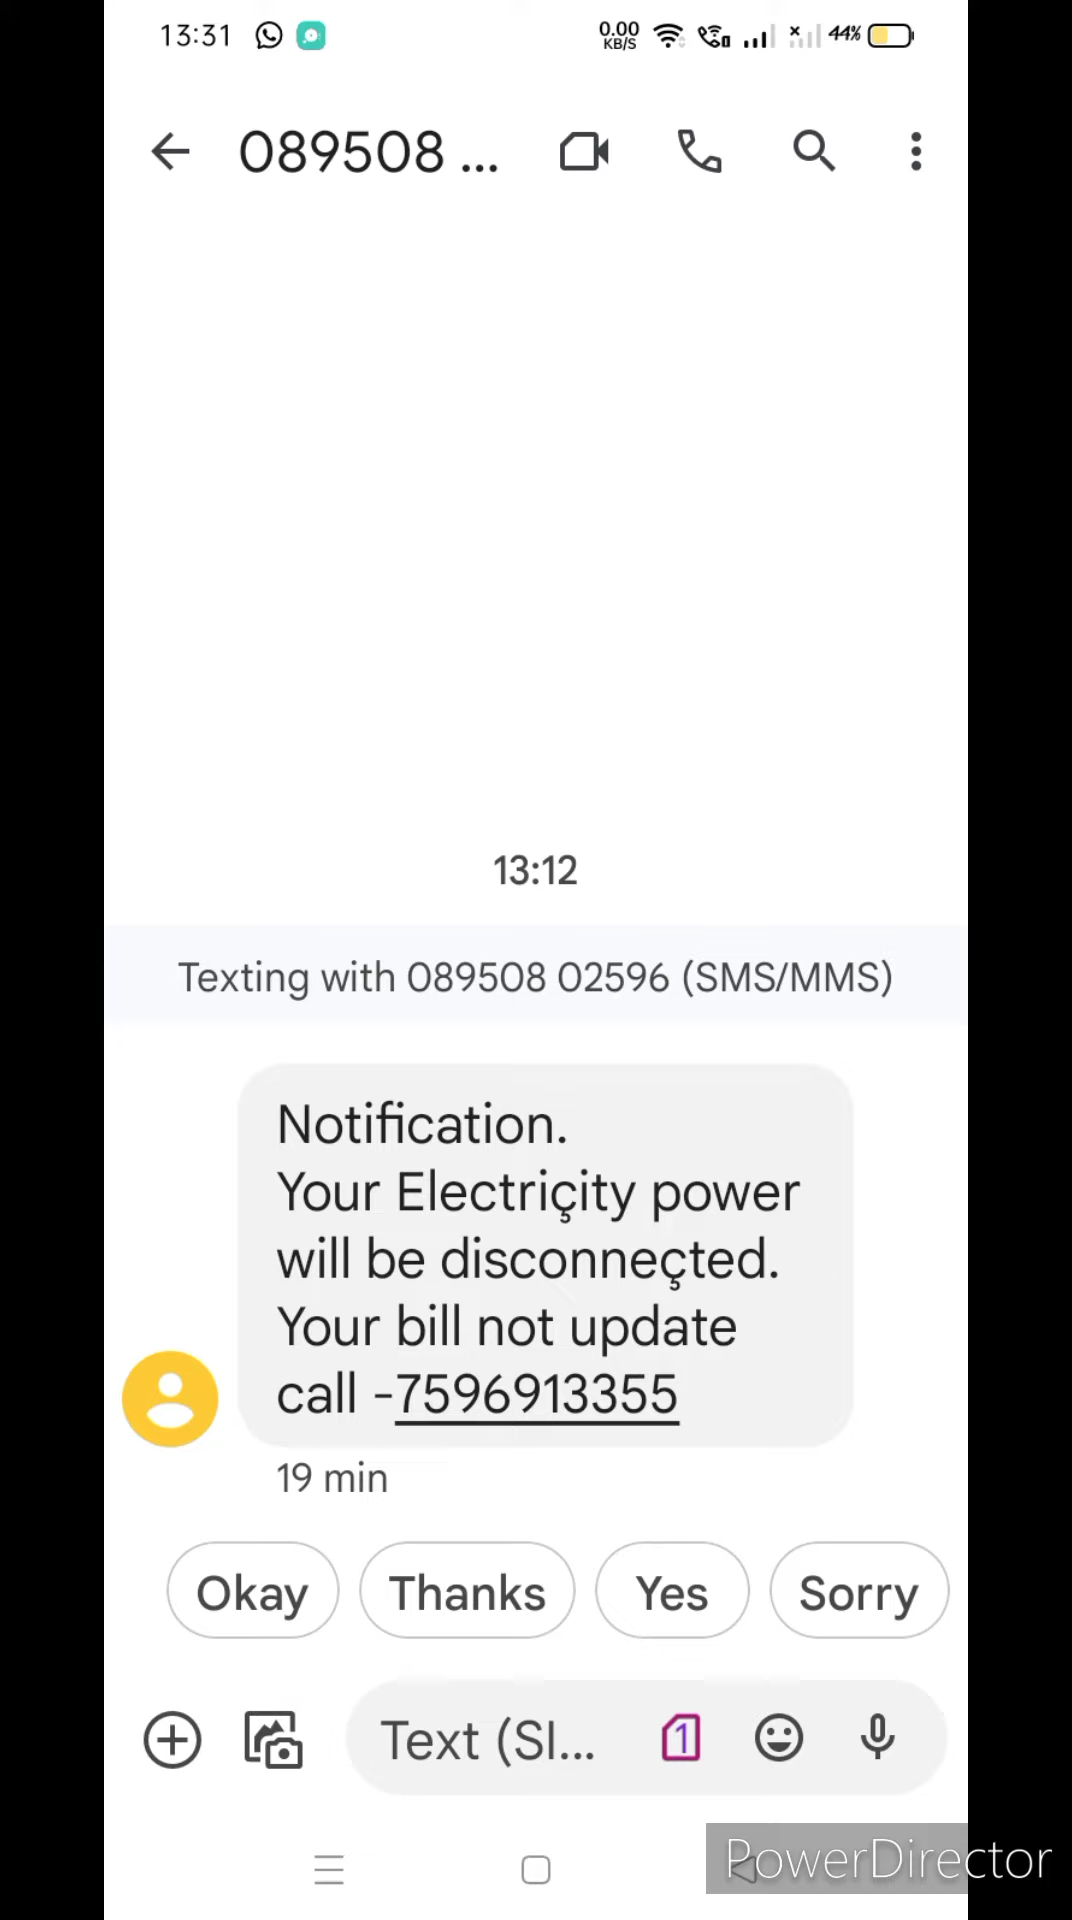 13:31 0.00 KB/S 44%
089508 ...
13:12
Texting with 089508 02596 (SMS/MMS)
Notification.
Your Electriçity power
will be disconneçted.
Your bill not update
call -7596913355
19 min
Okay Thanks Yes Sorry
Text (SI... 1
PowerDirector